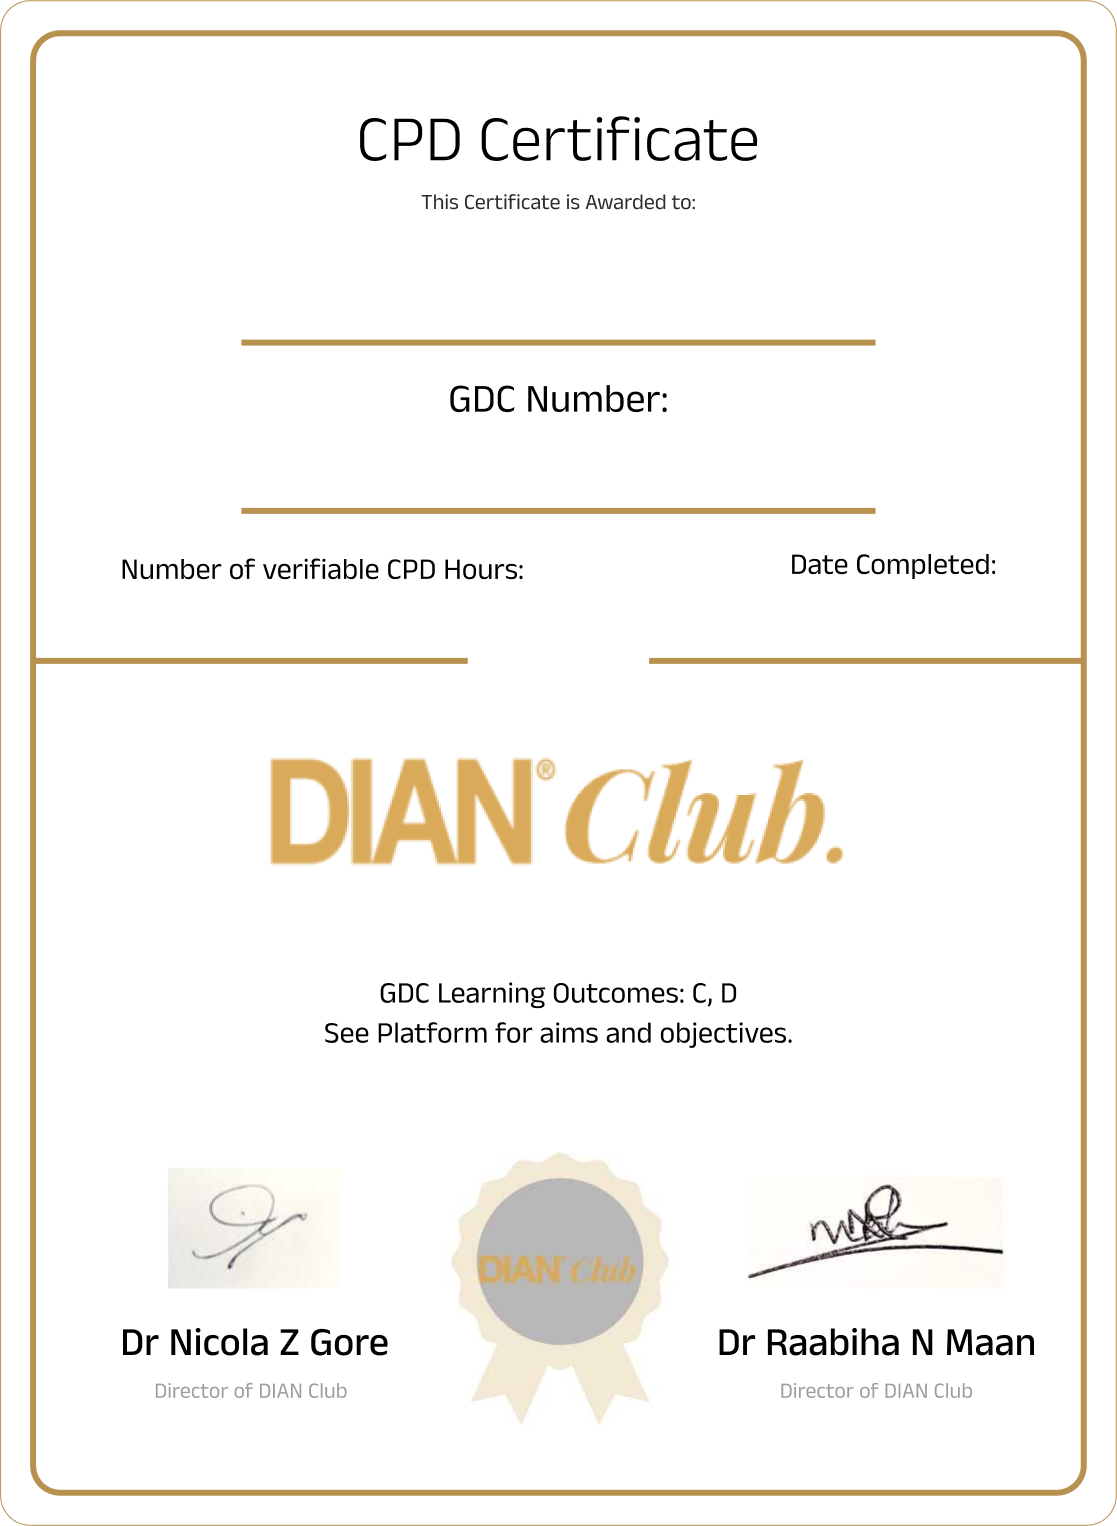 CPD Certificate
This Certificate is Awarded to:
GDC Number:
Number of verifiable CPD Hours:
Date Completed:
DIAN® Club.
GDC Learning Outcomes: C, D
See Platform for aims and objectives.
DIAN Club
Dr Nicola Z Gore
Dr Raabiha N Maan
Director of DIAN Club
Director of DIAN Club